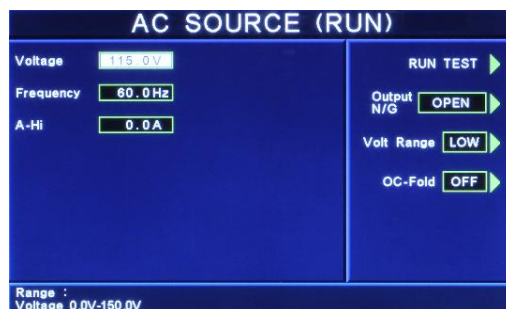 AC SOURCE (RUN)
Voltage 115.0V
Frequency 60.0Hz
A-Hi 0.0A
RUN TEST
Output N/G OPEN
Volt Range LOW
OC-Fold OFF
Range :
Voltage 0.0V-150.0V